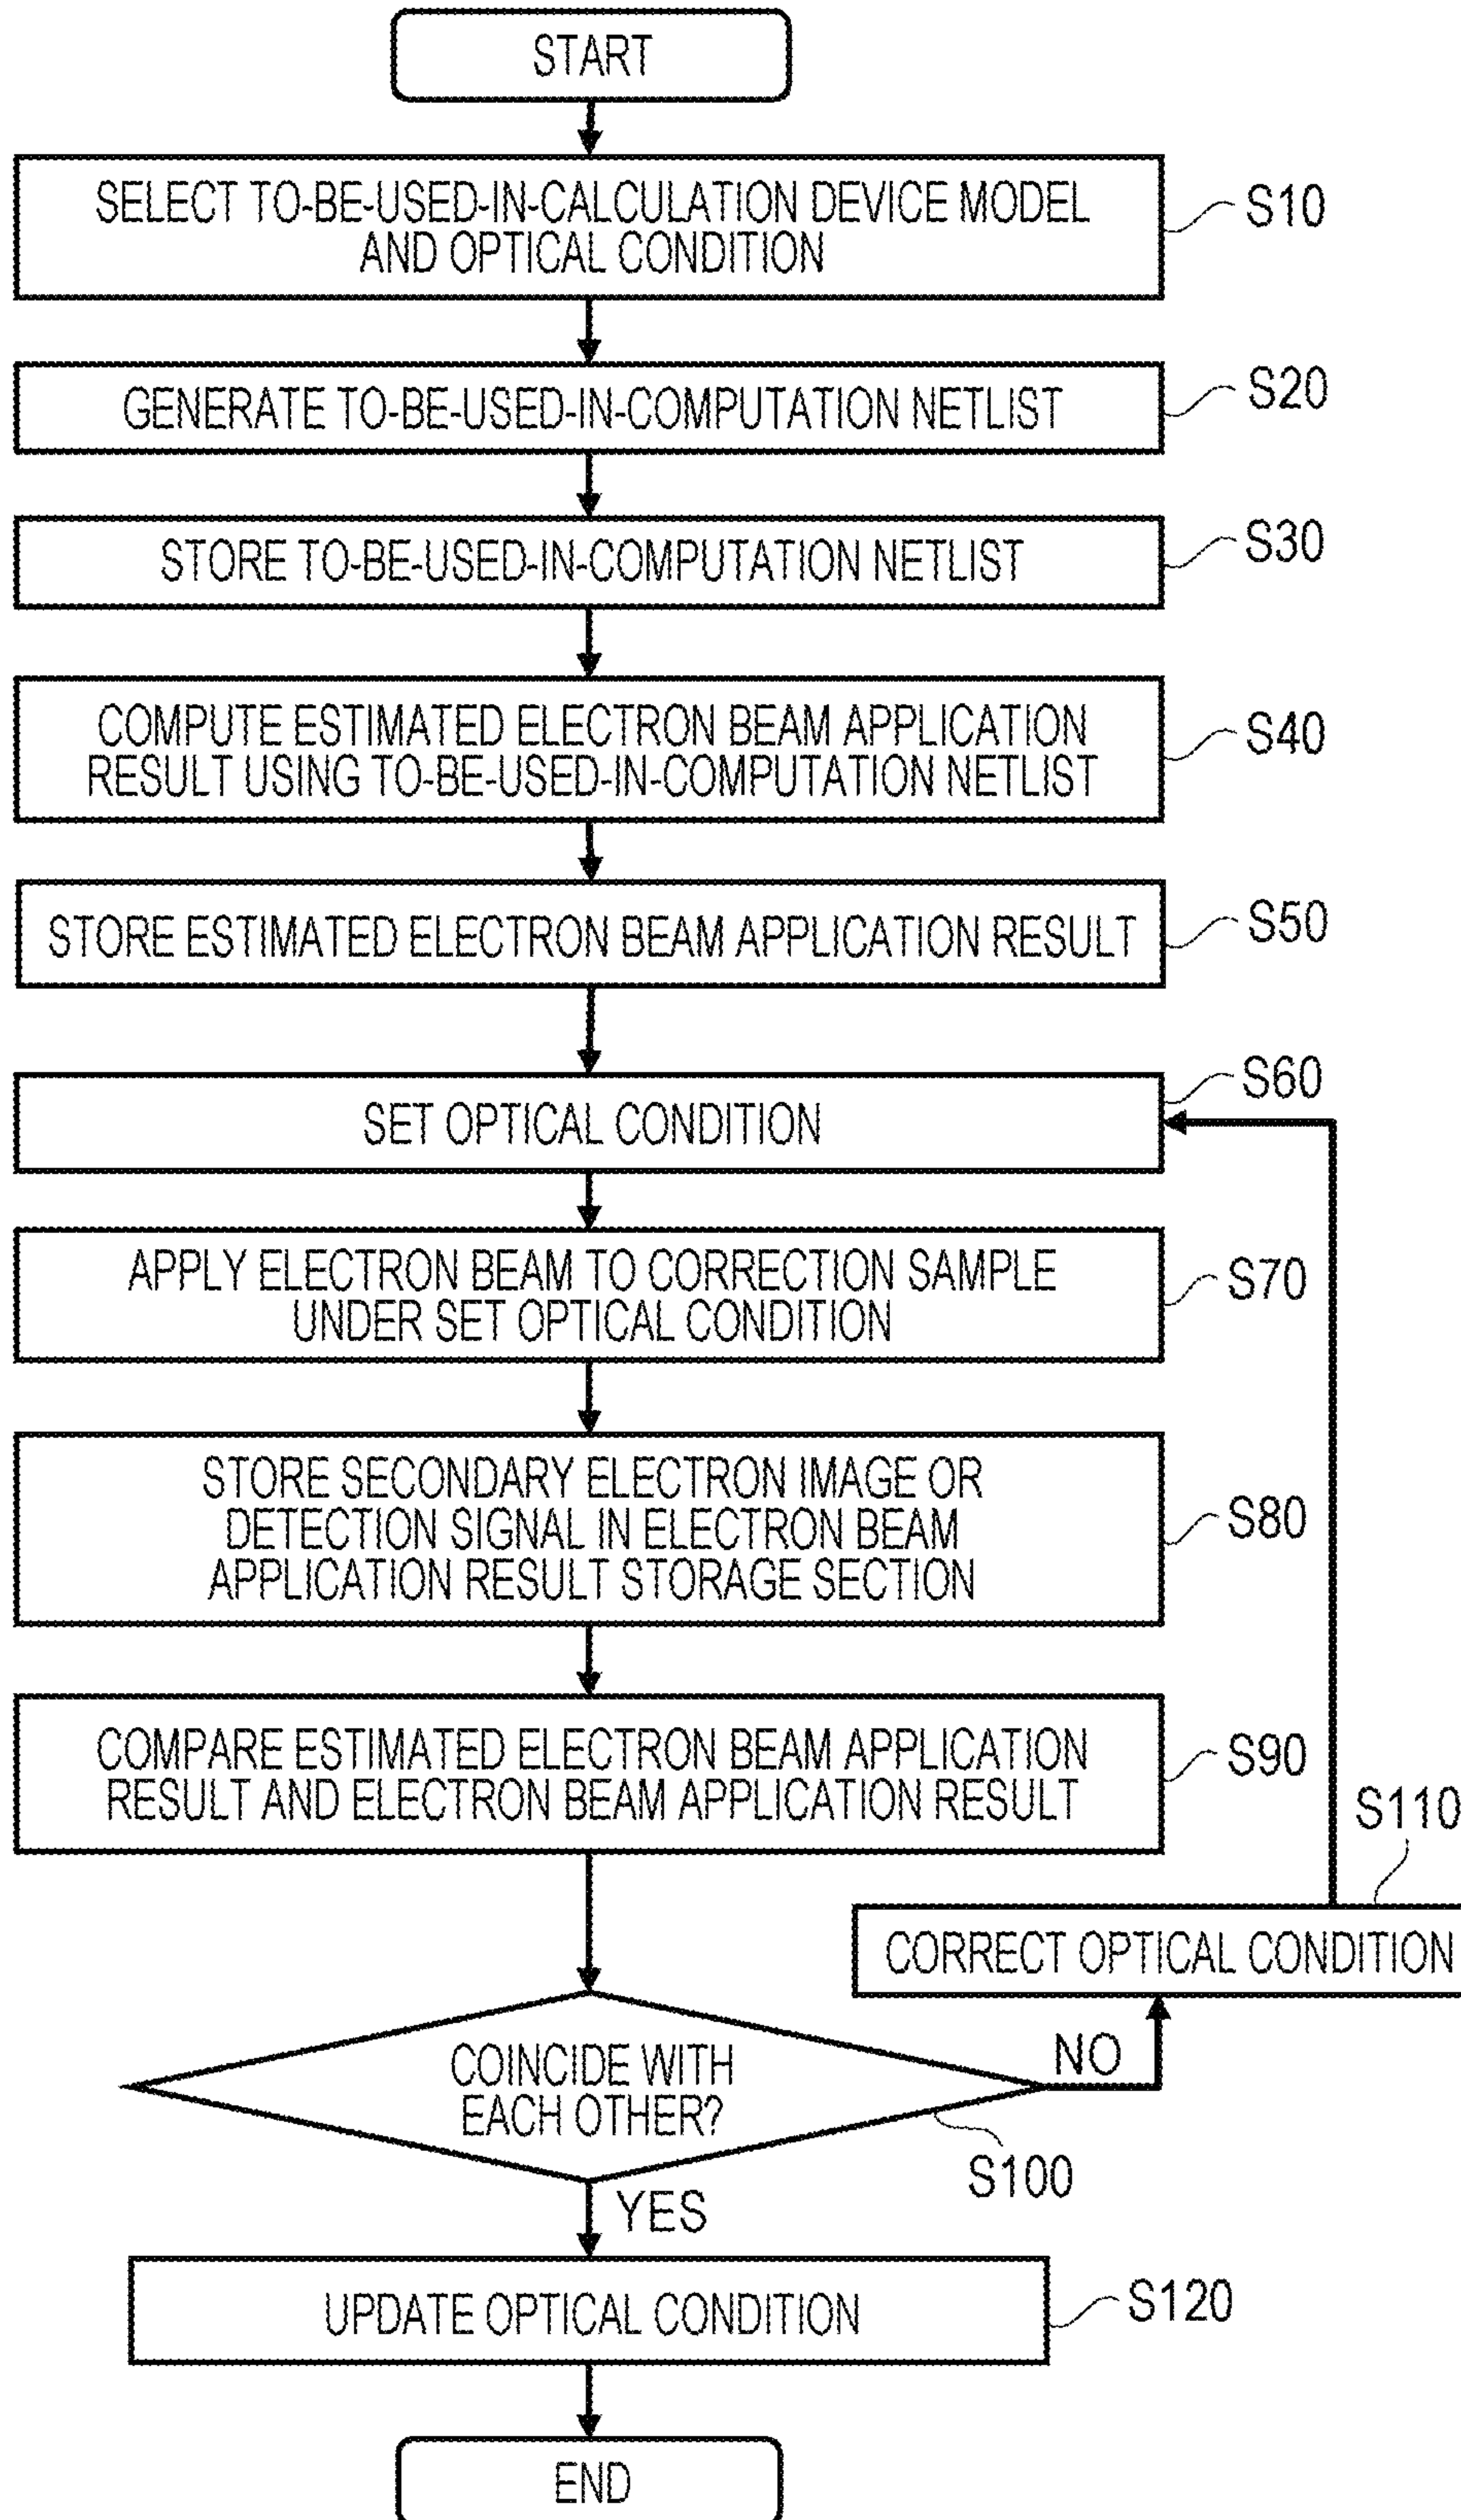 START
SELECT TO-BE-USED-IN-CALCULATION DEVICE MODEL
AND OPTICAL CONDITION
S10
GENERATE TO-BE-USED-IN-COMPUTATION NETLIST
S20
STORE TO-BE-USED-IN-COMPUTATION NETLIST
S30
COMPUTE ESTIMATED ELECTRON BEAM APPLICATION
RESULT USING TO-BE-USED-IN-COMPUTATION NETLIST
S40
STORE ESTIMATED ELECTRON BEAM APPLICATION RESULT
S50
SET OPTICAL CONDITION
S60
APPLY ELECTRON BEAM TO CORRECTION SAMPLE
UNDER SET OPTICAL CONDITION
S70
STORE SECONDARY ELECTRON IMAGE OR
DETECTION SIGNAL IN ELECTRON BEAM
APPLICATION RESULT STORAGE SECTION
S80
COMPARE ESTIMATED ELECTRON BEAM APPLICATION
RESULT AND ELECTRON BEAM APPLICATION RESULT
S90
S110
CORRECT OPTICAL CONDITION
COINCIDE WITH
EACH OTHER?
NO
S100
YES
UPDATE OPTICAL CONDITION
S120
END